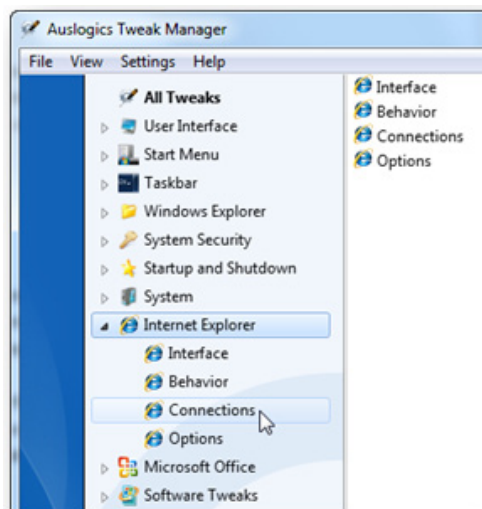 Auslogics Tweak Manager
File View Settings Help
All Tweaks
User Interface
Start Menu
Taskbar
Windows Explorer
System Security
Startup and Shutdown
System
Internet Explorer
Interface
Behavior
Connections
Options
Microsoft Office
Software Tweaks
Interface
Behavior
Connections
Options